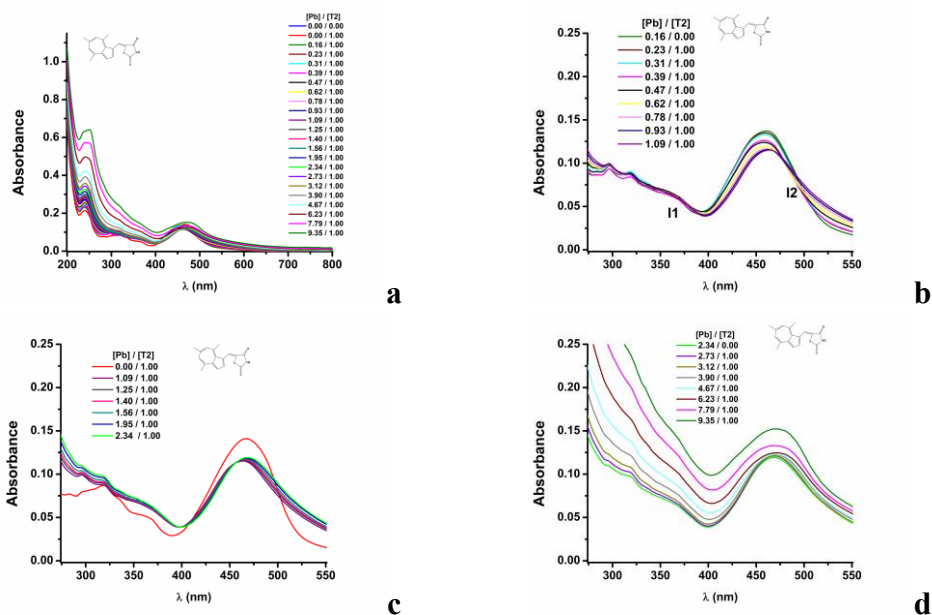 [Pb] / [T2]
0.00 / 0.00
0.00 / 1.00
0.16 / 1.00
0.23 / 1.00
0.31 / 1.00
0.39 / 1.00
0.47 / 1.00
0.62 / 1.00
0.78 / 1.00
0.93 / 1.00
1.09 / 1.00
1.25 / 1.00
1.40 / 1.00
1.56 / 1.00
1.95 / 1.00
2.34 / 1.00
2.73 / 1.00
3.12 / 1.00
3.90 / 1.00
4.67 / 1.00
6.23 / 1.00
7.79 / 1.00
9.35 / 1.00
Absorbance
1.0
0.8
0.6
0.4
0.2
0.0
200 300 400 500 600 700 800
λ (nm)
a
[Pb] / [T2]
0.16 / 0.00
0.23 / 1.00
0.31 / 1.00
0.39 / 1.00
0.47 / 1.00
0.62 / 1.00
0.78 / 1.00
0.93 / 1.00
1.09 / 1.00
Absorbance
0.25
0.20
0.15
0.10
0.05
0.00
I1
I2
300 350 400 450 500 550
λ (nm)
b
[Pb] / [T2]
0.00 / 1.00
1.09 / 1.00
1.25 / 1.00
1.40 / 1.00
1.56 / 1.00
1.95 / 1.00
2.34 / 1.00
Absorbance
0.25
0.20
0.15
0.10
0.05
0.00
300 350 400 450 500 550
λ (nm)
c
[Pb] / [T2]
2.34 / 0.00
2.73 / 1.00
3.12 / 1.00
3.90 / 1.00
4.67 / 1.00
6.23 / 1.00
7.79 / 1.00
9.35 / 1.00
Absorbance
0.25
0.20
0.15
0.10
0.05
0.00
300 350 400 450 500 550
λ (nm)
d